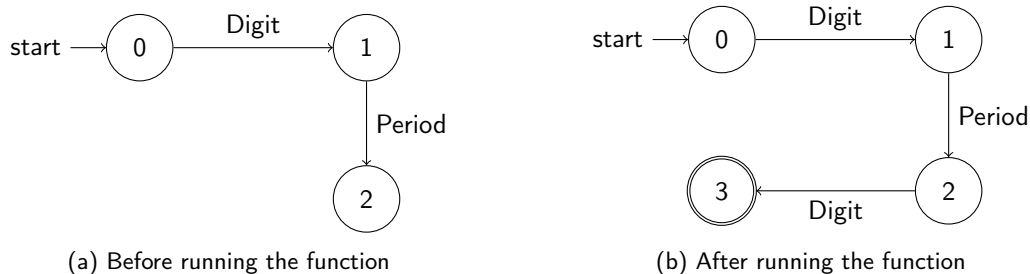 Digit
start 0 1
Period
2
(a) Before running the function
Digit
start 0 1
Period
3 2
Digit
(b) After running the function